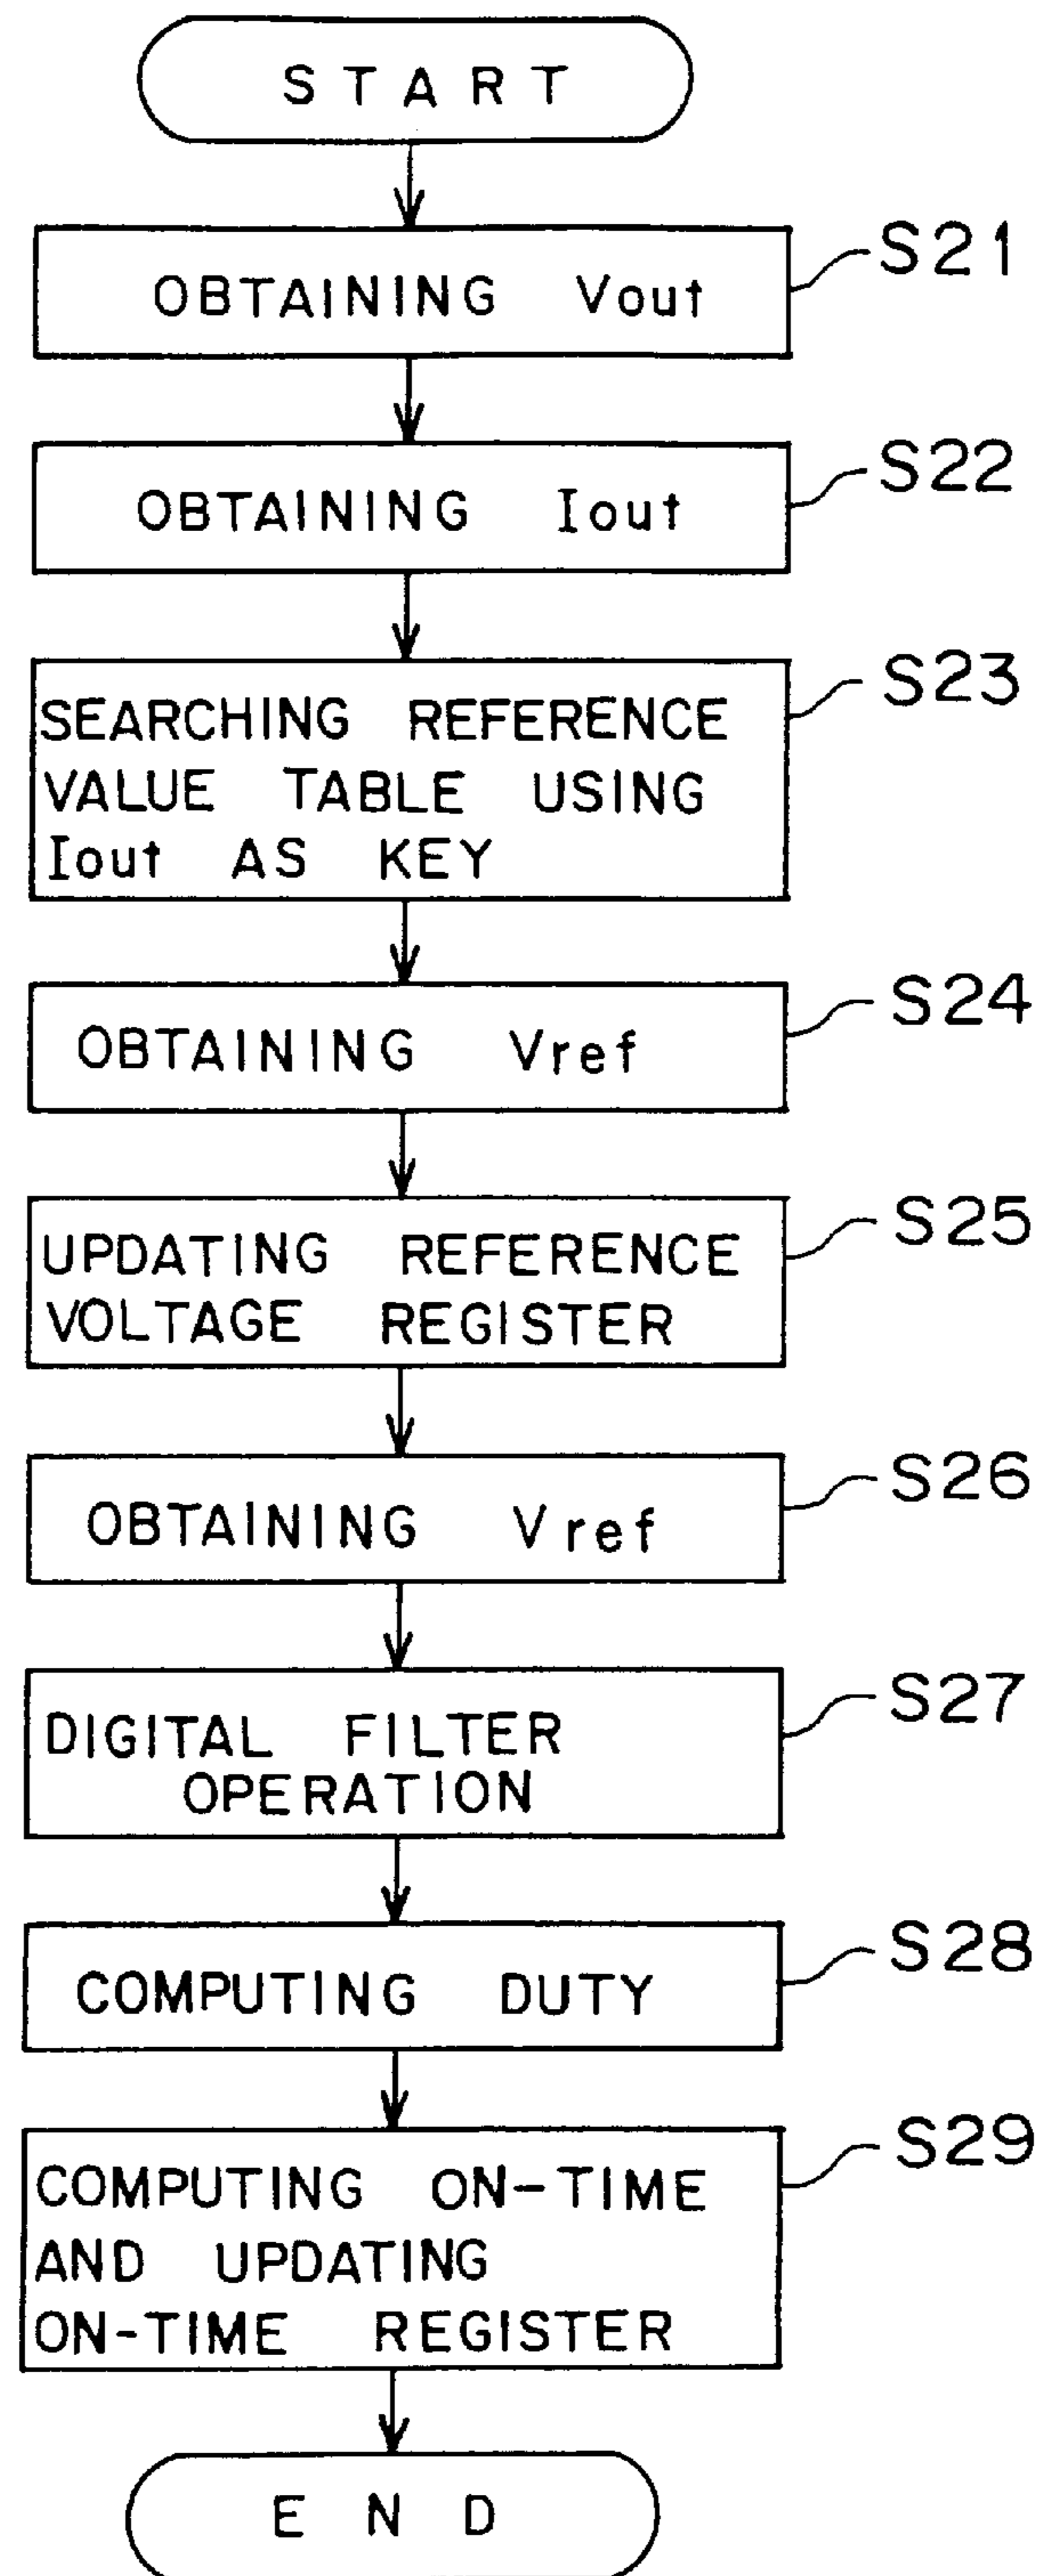 START
OBTAINING Vout
S21
OBTAINING Iout
S22
SEARCHING REFERENCE
VALUE TABLE USING
Iout AS KEY
S23
OBTAINING Vref
S24
UPDATING REFERENCE
VOLTAGE REGISTER
S25
OBTAINING Vref
S26
DIGITAL FILTER
OPERATION
S27
COMPUTING DUTY
S28
COMPUTING ON-TIME
AND UPDATING
ON-TIME REGISTER
S29
END